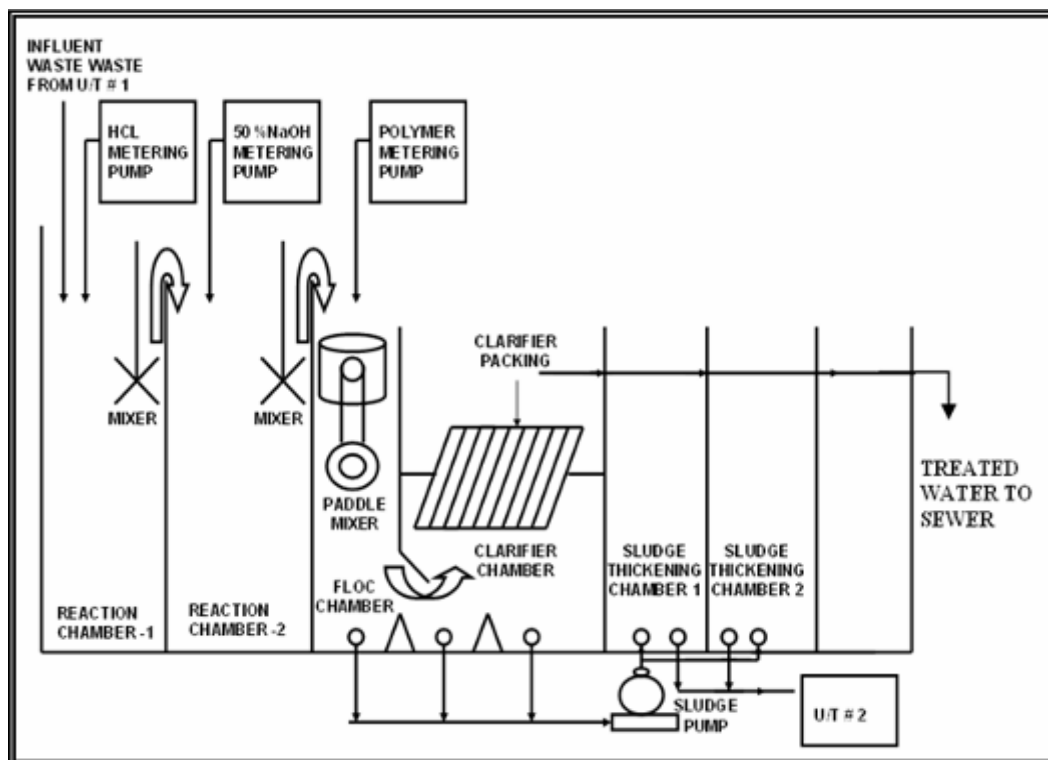 INFLUENT
WASTE WASTE
FROM U/T # 1
HCL
METERING
PUMP
50 %NaOH
METERING
PUMP
POLYMER
METERING
PUMP
MIXER
MIXER
PADDLE
MIXER
CLARIFIER
PACKING
TREATED
WATER TO
SEWER
REACTION
CHAMBER -1
REACTION
CHAMBER -2
FLOC
CHAMBER
CLARIFIER
CHAMBER
SLUDGE
THICKENING
CHAMBER 1
SLUDGE
THICKENING
CHAMBER 2
SLUDGE
PUMP
U/T # 2